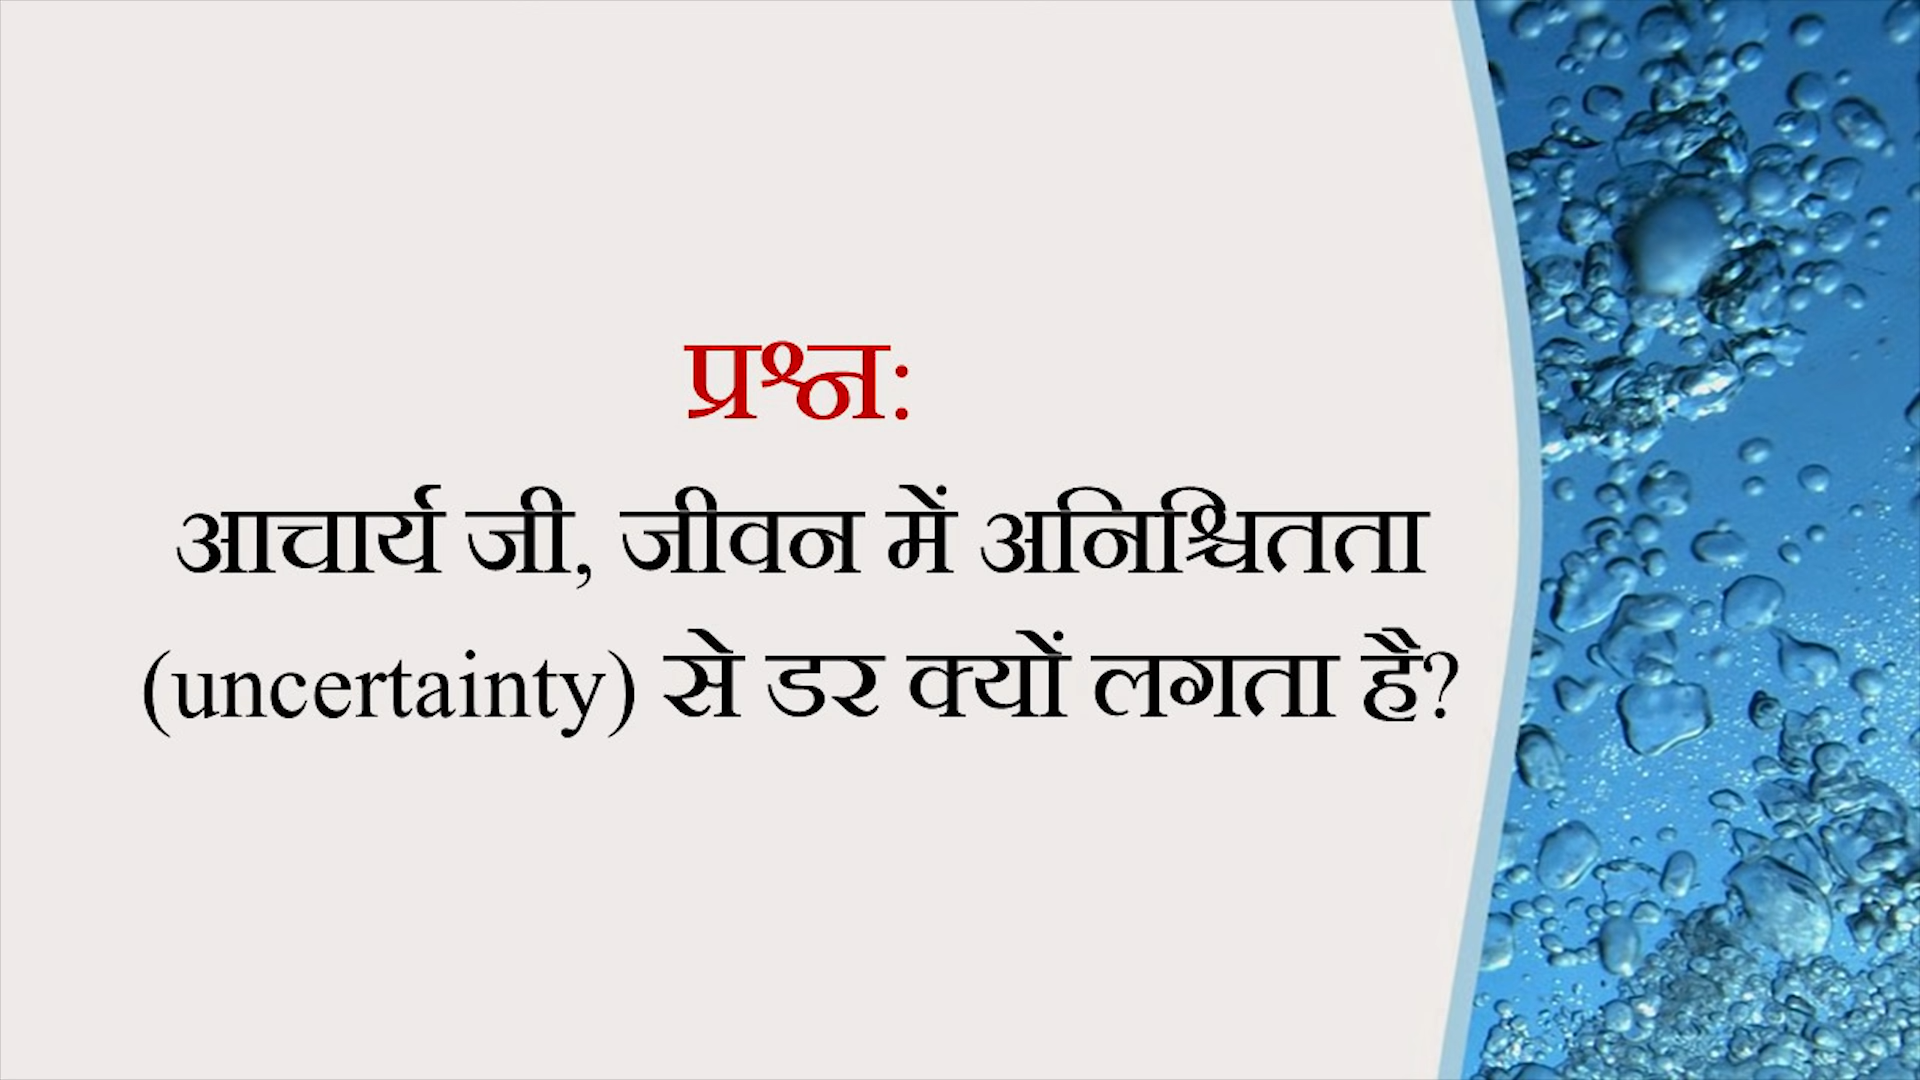 प्रश्न:
आचार्य जी, जीवन में अनिश्चितता
(uncertainty) से डर क्यों लगता है?